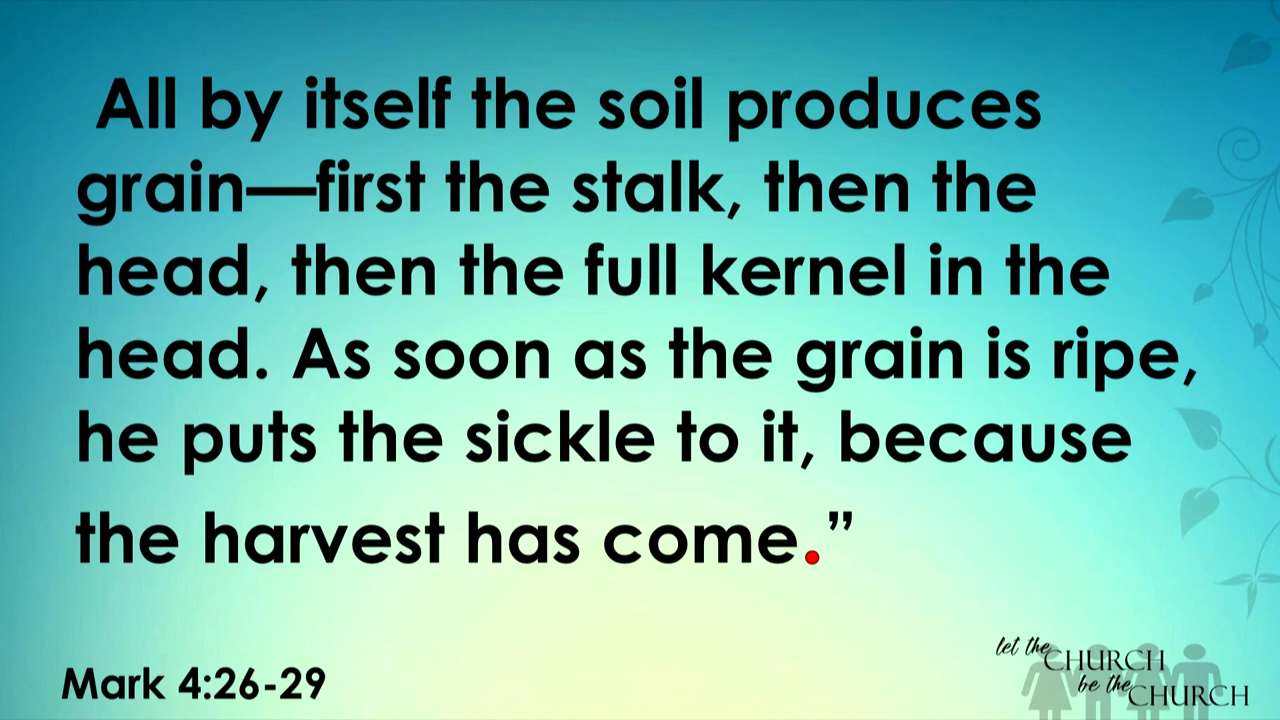 All by itself the soil produces
grain—first the stalk, then the
head, then the full kernel in the
head. As soon as the grain is ripe,
he puts the sickle to it, because
the harvest has come.”
Mark 4:26-29
let the
CHURCH
be the
CHURCH